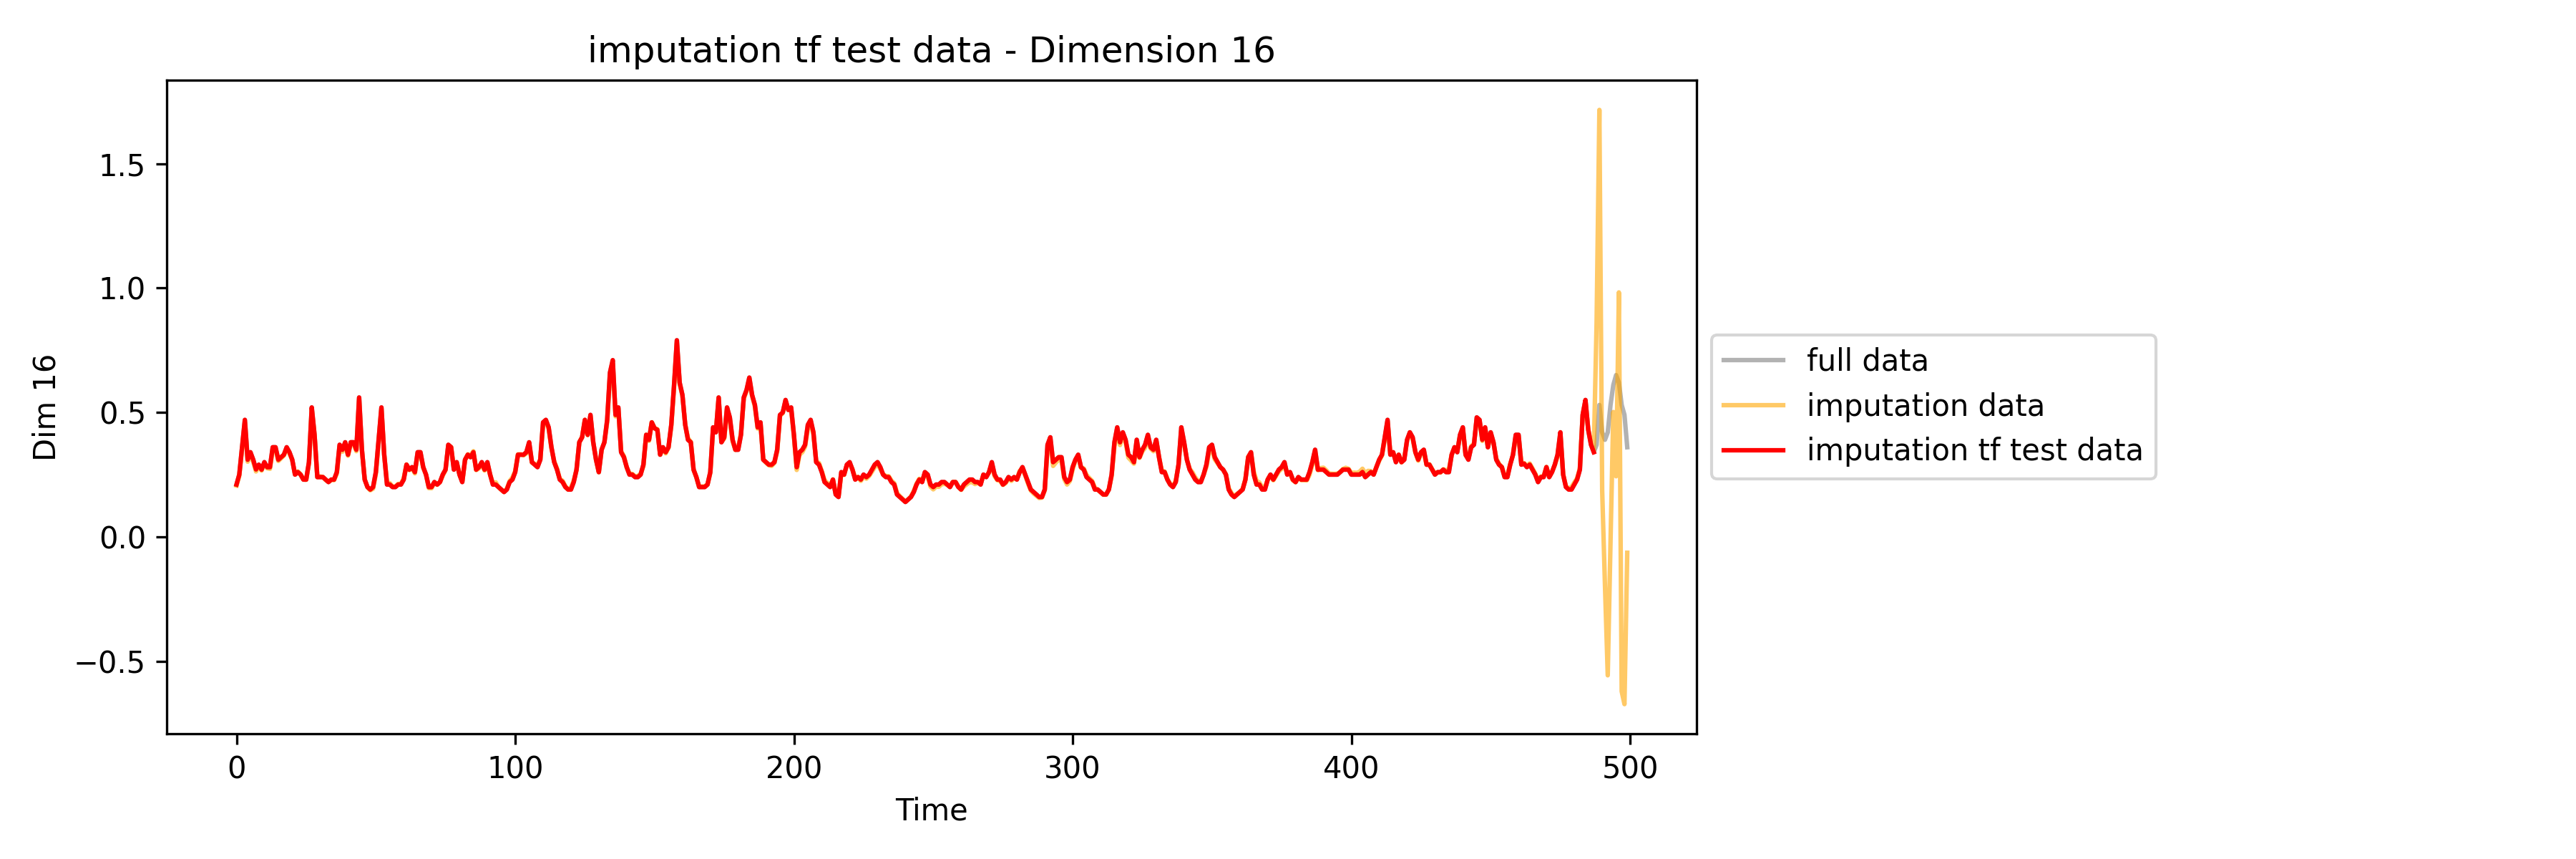 imputation tf test data - Dimension 16
Dim 16
1.5
1.0
0.5
0.0
−0.5
0
100
200
300
400
500
Time
full data
imputation data
imputation tf test data